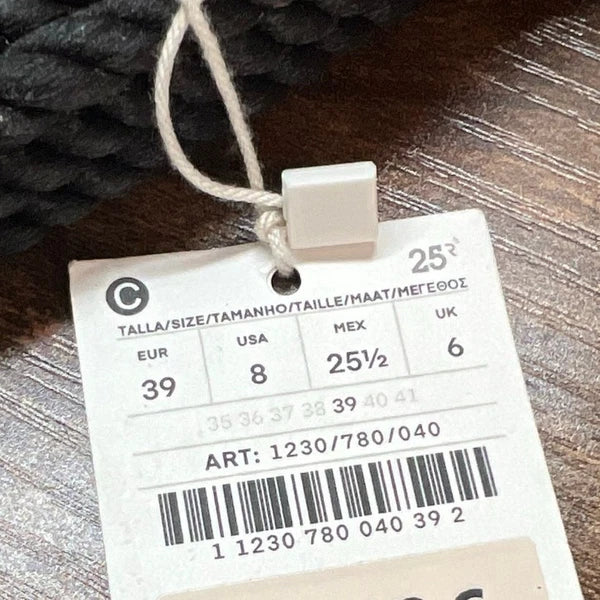 25
C
TALLA/SIZE/TAMANHO/TAILLE/MAAT/ΜΕΓΕΘΟΣ
EUR USA MEX UK
39 8 25½ 6
35 36 37 38 39 40 41
ART: 1230/780/040
1 1230 780 040 39 2